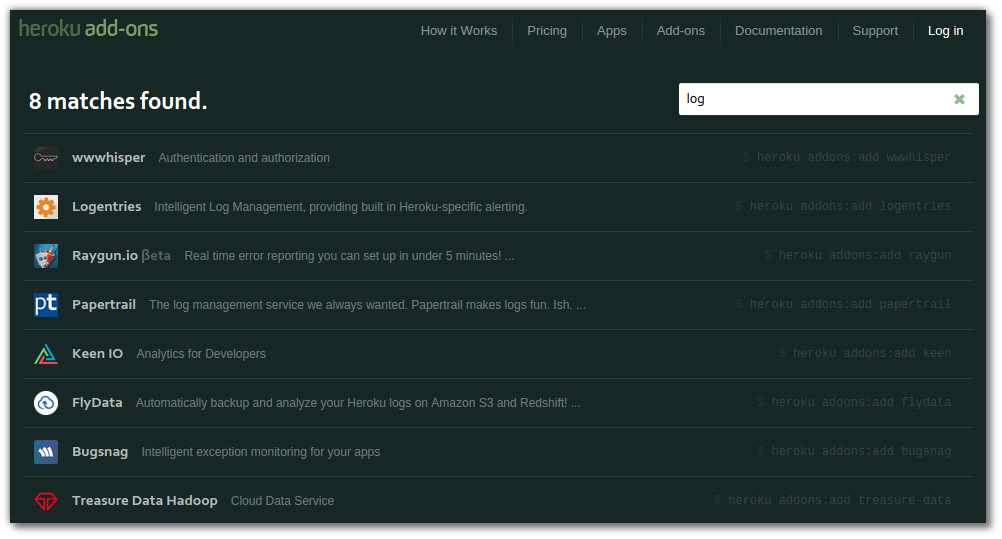 heroku add-ons How it Works Pricing Apps Add-ons Documentation Support Log in
8 matches found. log
wwwhisper Authentication and authorization $ heroku addons:add wwwhisper
Logentries Intelligent Log Management, providing built in Heroku-specific alerting. $ heroku addons:add logentries
Raygun.io βeta Real time error reporting you can set up in under 5 minutes! ... $ heroku addons:add raygun
pt Papertrail The log management service we always wanted. Papertrail makes logs fun. Ish. ... $ heroku addons:add papertrail
Keen IO Analytics for Developers $ heroku addons:add keen
FlyData Automatically backup and analyze your Heroku logs on Amazon S3 and Redshift! ... $ heroku addons:add flydata
Bugsnag Intelligent exception monitoring for your apps $ heroku addons:add bugsnag
Treasure Data Hadoop Cloud Data Service $ heroku addons:add treasure-data